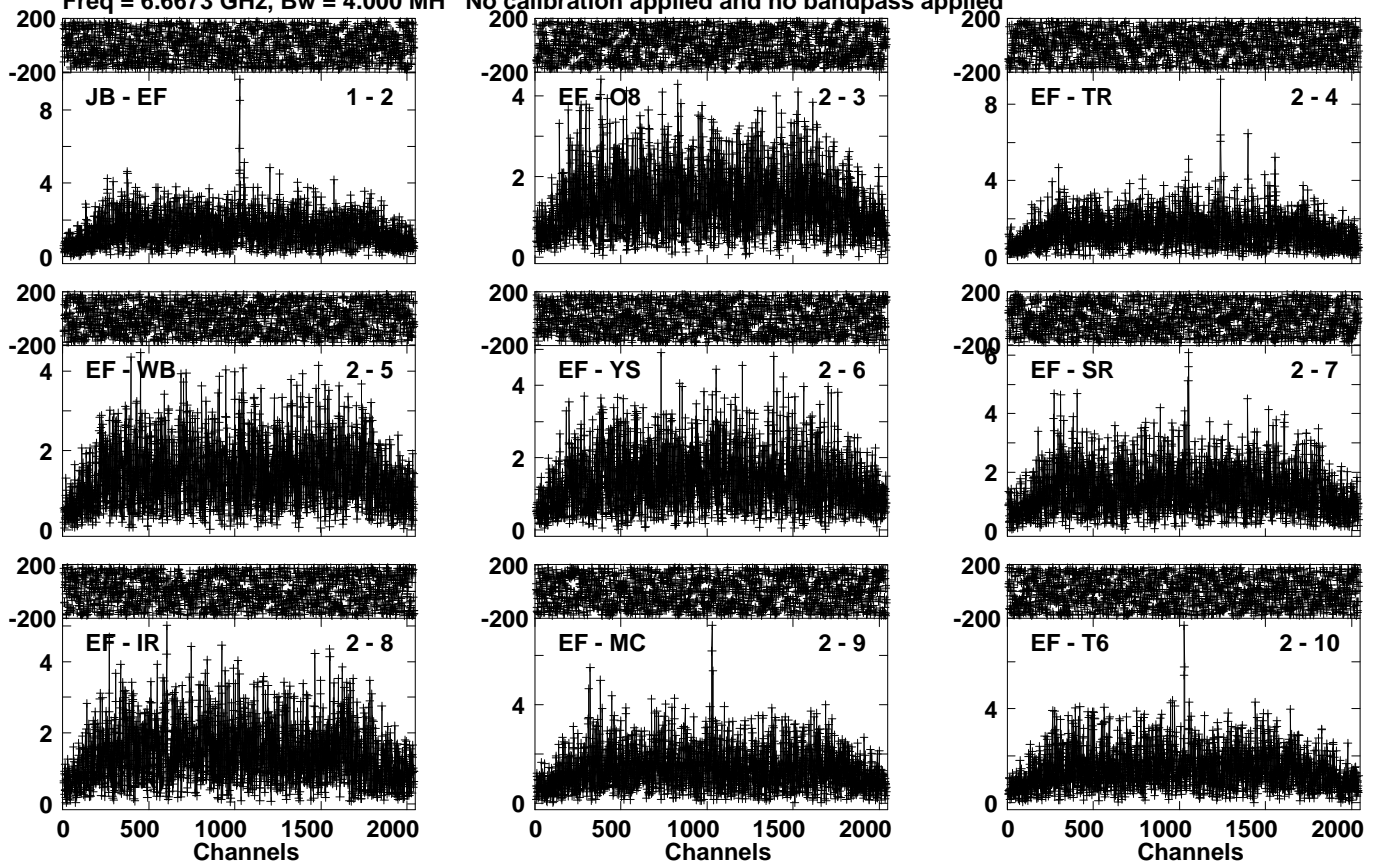 Freq = 6.6673 GHz, Bw = 4.000 MH No calibration applied and no bandpass applied
200 200 200
-200 -200 -200
JB - EF 1 - 2 EF - O8 2 - 3 EF - TR 2 - 4
8 4 8
4 2 4
0 0 0
200 200 200
-200 -200 -200
6
EF - WB 2 - 5 EF - YS 2 - 6 EF - SR 2 - 7
4 4 4
2 2 2
0 0 0
200 200 200
-200 -200 -200
EF - IR 2 - 8 EF - MC 2 - 9 EF - T6 2 - 10
4 4 4
2
0 0 0
0 500 1000 1500 2000 0 500 1000 1500 2000 0 500 1000 1500 2000
Channels Channels Channels